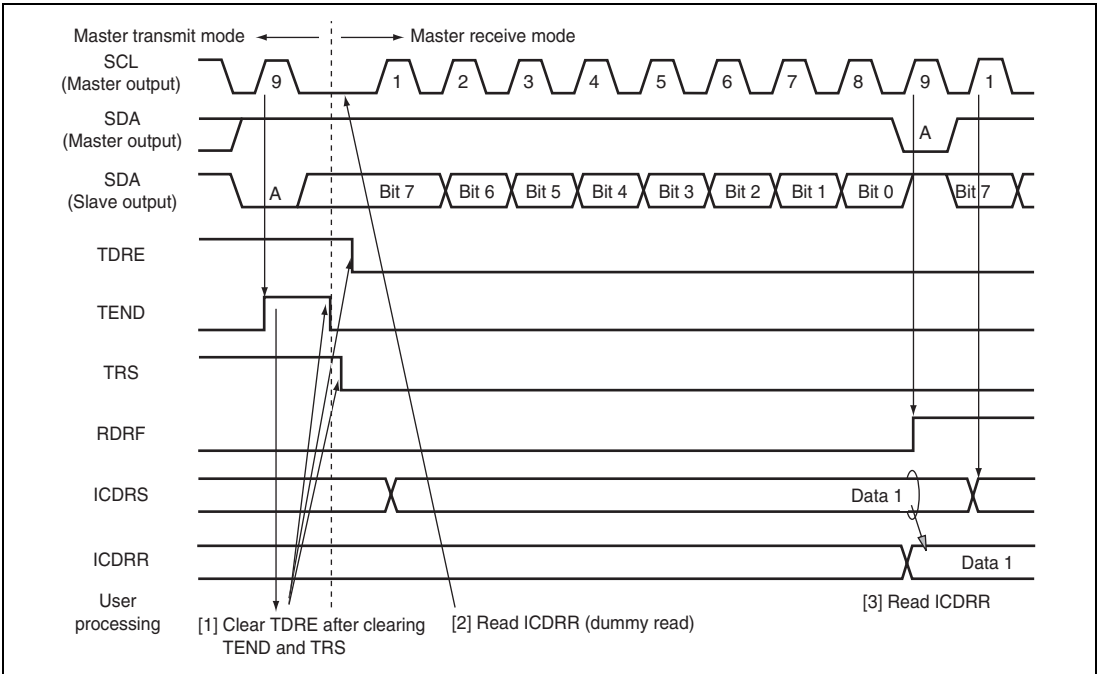 Master transmit mode Master receive mode
SCL
(Master output)
9 1 2 3 4 5 6 7 8 9 1
SDA
(Master output)
A
SDA
(Slave output)
A Bit 7 Bit 6 Bit 5 Bit 4 Bit 3 Bit 2 Bit 1 Bit 0 Bit 7
TDRE
TEND
TRS
RDRF
ICDRS
Data 1
ICDRR
Data 1
User
processing
[1] Clear TDRE after clearing
TEND and TRS
[2] Read ICDRR (dummy read)
[3] Read ICDRR